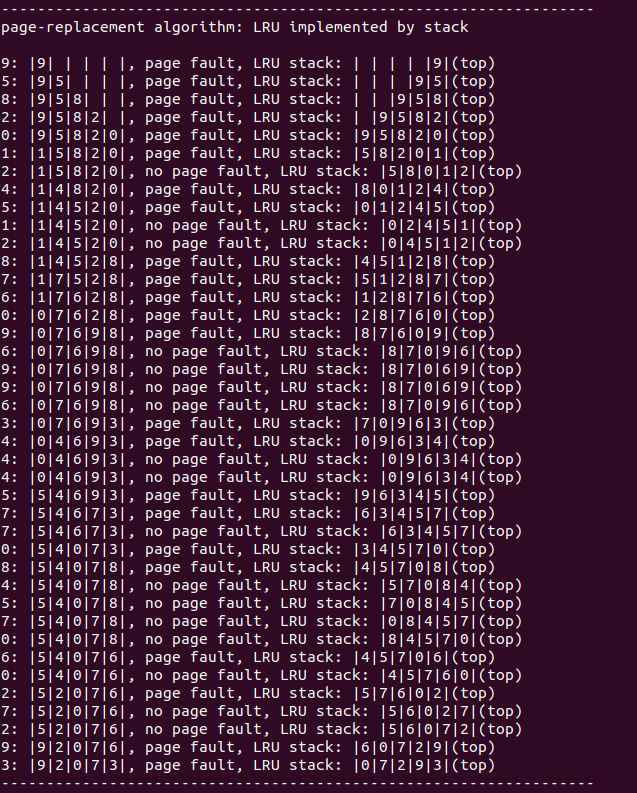 ------------------------------------------------------------------
page-replacement algorithm: LRU implemented by stack
9: |9| | | | |, page fault, LRU stack: | | | | |9|(top)
5: |9|5| | | |, page fault, LRU stack: | | | |9|5|(top)
8: |9|5|8| | |, page fault, LRU stack: | | |9|5|8|(top)
2: |9|5|8|2| |, page fault, LRU stack: | |9|5|8|2|(top)
0: |9|5|8|2|0|, page fault, LRU stack: |9|5|8|2|0|(top)
1: |1|5|8|2|0|, page fault, LRU stack: |5|8|2|0|1|(top)
2: |1|5|8|2|0|, no page fault, LRU stack: |5|8|0|1|2|(top)
4: |1|4|8|2|0|, page fault, LRU stack: |8|0|1|2|4|(top)
5: |1|4|5|2|0|, page fault, LRU stack: |0|1|2|4|5|(top)
1: |1|4|5|2|0|, no page fault, LRU stack: |0|2|4|5|1|(top)
2: |1|4|5|2|0|, no page fault, LRU stack: |0|4|5|1|2|(top)
8: |1|4|5|2|8|, page fault, LRU stack: |4|5|1|2|8|(top)
7: |1|7|5|2|8|, page fault, LRU stack: |5|1|2|8|7|(top)
6: |1|7|6|2|8|, page fault, LRU stack: |1|2|8|7|6|(top)
0: |0|7|6|2|8|, page fault, LRU stack: |2|8|7|6|0|(top)
9: |0|7|6|9|8|, page fault, LRU stack: |8|7|6|0|9|(top)
6: |0|7|6|9|8|, no page fault, LRU stack: |8|7|0|9|6|(top)
9: |0|7|6|9|8|, no page fault, LRU stack: |8|7|0|6|9|(top)
9: |0|7|6|9|8|, no page fault, LRU stack: |8|7|0|6|9|(top)
6: |0|7|6|9|8|, no page fault, LRU stack: |8|7|0|9|6|(top)
3: |0|7|6|9|3|, page fault, LRU stack: |7|0|9|6|3|(top)
4: |0|4|6|9|3|, page fault, LRU stack: |0|9|6|3|4|(top)
4: |0|4|6|9|3|, no page fault, LRU stack: |0|9|6|3|4|(top)
4: |0|4|6|9|3|, no page fault, LRU stack: |0|9|6|3|4|(top)
5: |5|4|6|9|3|, page fault, LRU stack: |9|6|3|4|5|(top)
7: |5|4|6|7|3|, page fault, LRU stack: |6|3|4|5|7|(top)
7: |5|4|6|7|3|, no page fault, LRU stack: |6|3|4|5|7|(top)
0: |5|4|0|7|3|, page fault, LRU stack: |3|4|5|7|0|(top)
8: |5|4|0|7|8|, page fault, LRU stack: |4|5|7|0|8|(top)
4: |5|4|0|7|8|, no page fault, LRU stack: |5|7|0|8|4|(top)
5: |5|4|0|7|8|, no page fault, LRU stack: |7|0|8|4|5|(top)
7: |5|4|0|7|8|, no page fault, LRU stack: |0|8|4|5|7|(top)
0: |5|4|0|7|8|, no page fault, LRU stack: |8|4|5|7|0|(top)
6: |5|4|0|7|6|, page fault, LRU stack: |4|5|7|0|6|(top)
0: |5|4|0|7|6|, no page fault, LRU stack: |4|5|7|6|0|(top)
2: |5|2|0|7|6|, page fault, LRU stack: |5|7|6|0|2|(top)
7: |5|2|0|7|6|, no page fault, LRU stack: |5|6|0|2|7|(top)
2: |5|2|0|7|6|, no page fault, LRU stack: |5|6|0|7|2|(top)
9: |9|2|0|7|6|, page fault, LRU stack: |6|0|7|2|9|(top)
3: |9|2|0|7|3|, page fault, LRU stack: |0|7|2|9|3|(top)
------------------------------------------------------------------